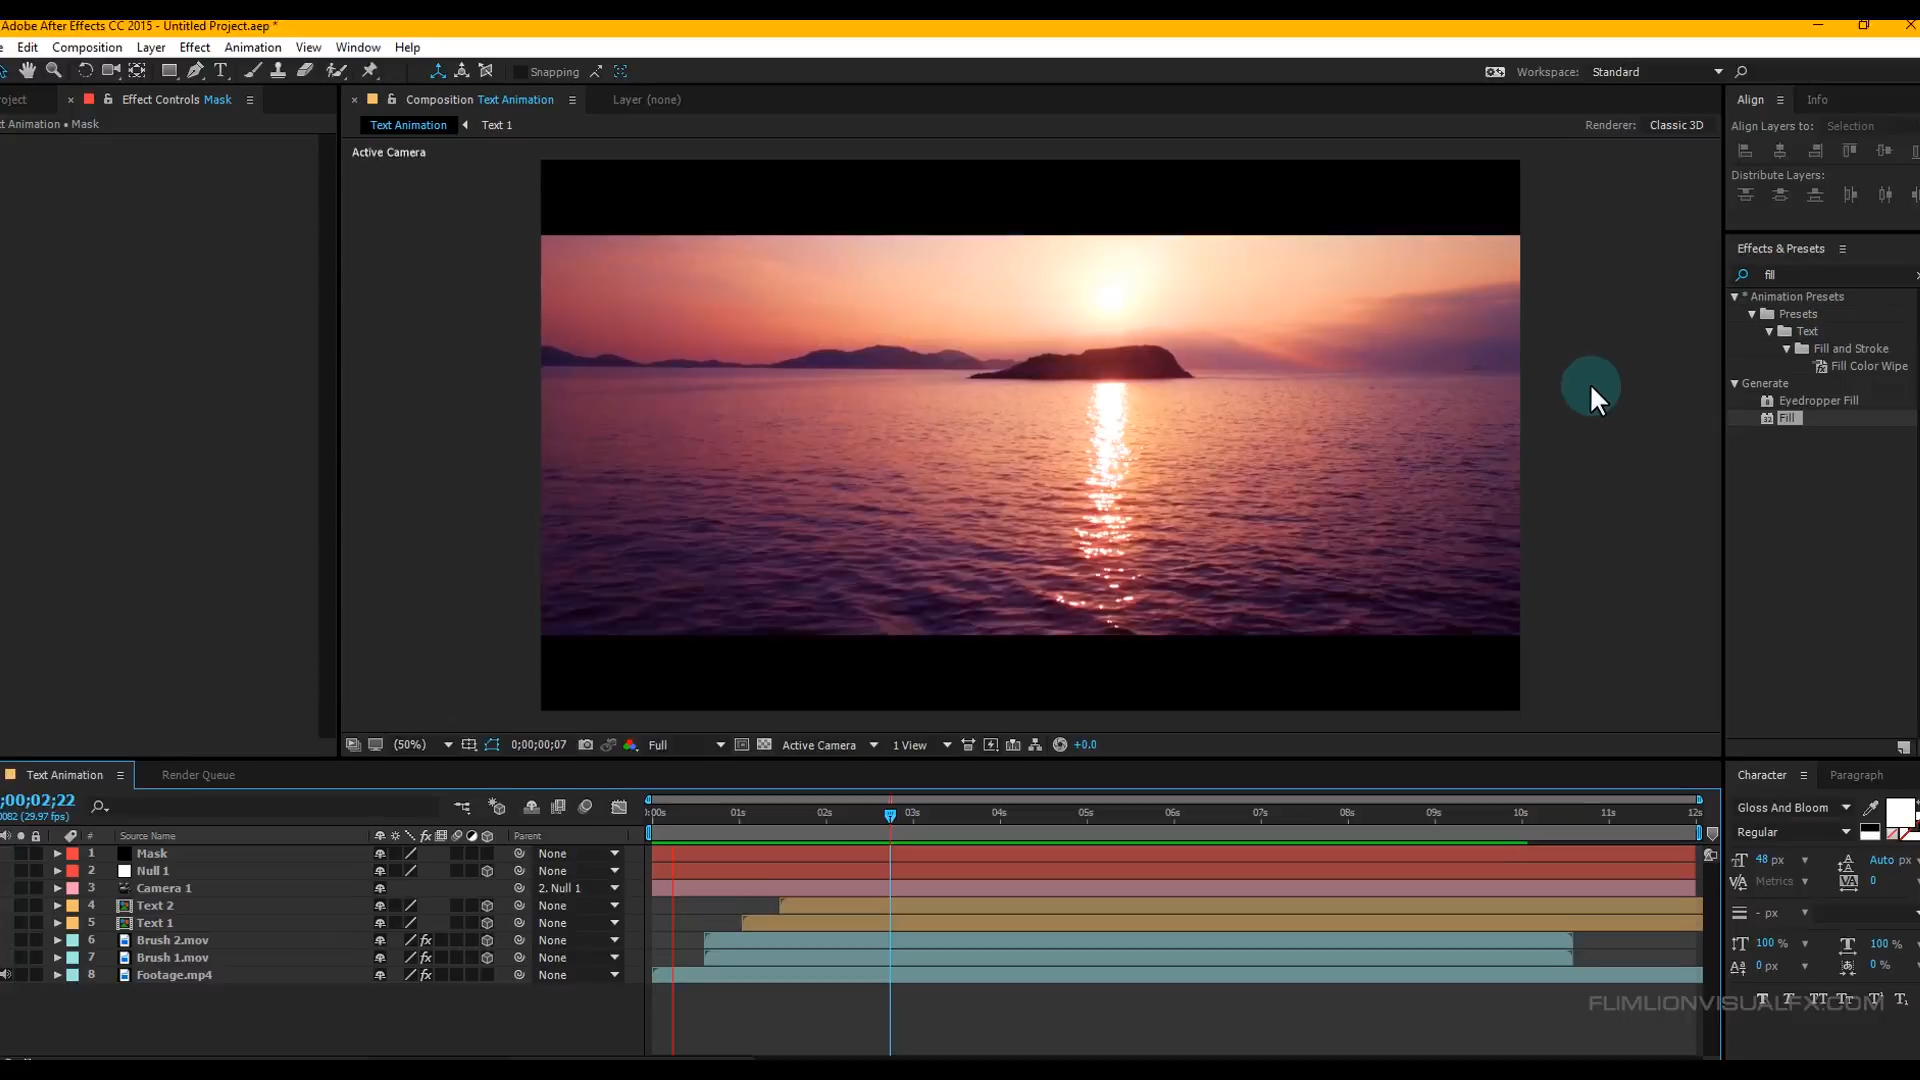 Adobe After Effects CC 2015 - Untitled Project.aep *
Edit Composition Layer Effect Animation View Window Help
Snapping
Workspace: Standard
oject
Effect Controls Mask
Composition Text Animation
Layer (none)
Align
Info
t Animation • Mask
Text Animation
Text 1
Renderer: Classic 3D
Align Layers to: Selection
Active Camera
Distribute Layers:
Effects & Presets
fill
* Animation Presets
Presets
Text
Fill and Stroke
Fill Color Wipe
Generate
Eyedropper Fill
Fill
(50%)
0;00;00;07
Full
Active Camera
1 View
+0.0
Text Animation
Render Queue
Character
Paragraph
;00;02;22
0082 (29.97 fps)
:00s 01s 02s 03s 04s 05s 06s 07s 08s 09s 10s 11s 12s
Gloss And Bloom
Regular
# Source Name
Parent
1 Mask None
2 Null 1 None
3 Camera 1 2. Null 1
4 Text 2 None
5 Text 1 None
6 Brush 2.mov fx None
7 Brush 1.mov None
8 Footage.mp4 fx None
48 px
Auto px
Metrics
0
- px
100 %
100 %
0 px
0 %
FLIMLIONVISUALFX.COM